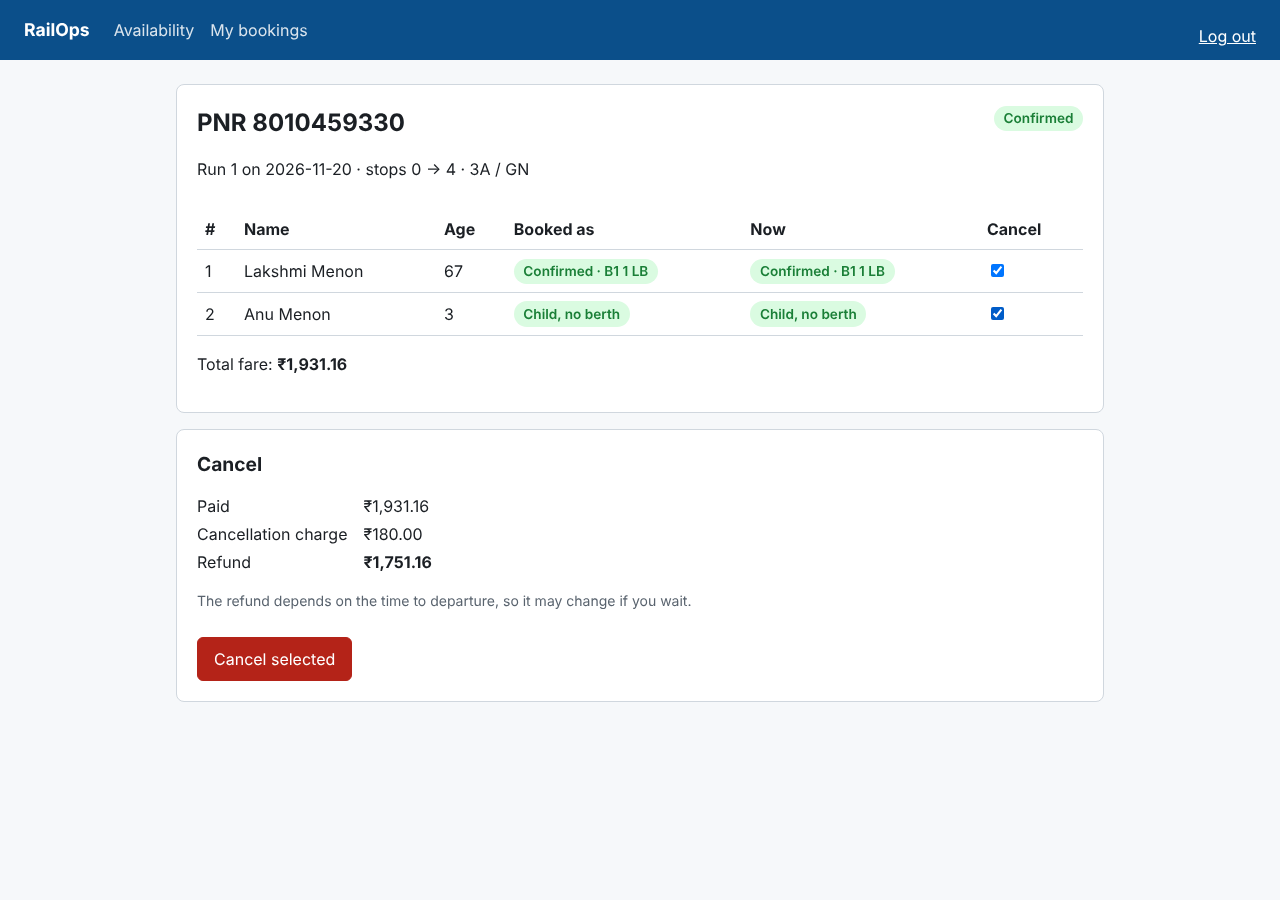 RailOps Availability My bookings Log out
PNR 8010459330 Confirmed
Run 1 on 2026-11-20 · stops 0 → 4 · 3A / GN
# Name Age Booked as Now Cancel
1 Lakshmi Menon 67 Confirmed · B1 1 LB Confirmed · B1 1 LB
2 Anu Menon 3 Child, no berth Child, no berth
Total fare: ₹1,931.16
Cancel
Paid ₹1,931.16
Cancellation charge ₹180.00
Refund ₹1,751.16
The refund depends on the time to departure, so it may change if you wait.
Cancel selected